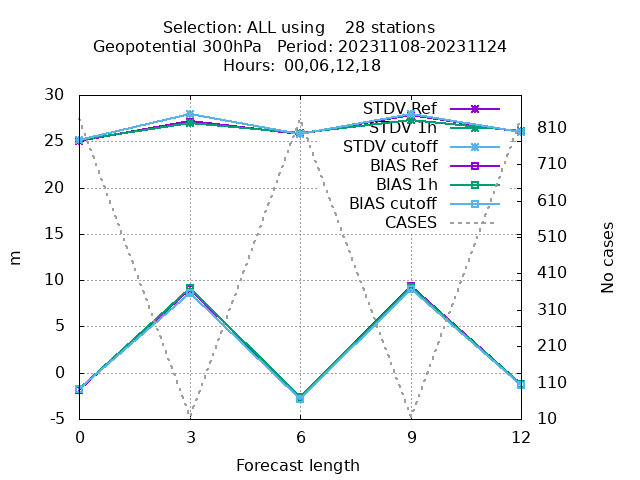 Selection: ALL using    28 stations
Geopotential 300hPa   Period: 20231108-20231124
Hours: 00,06,12,18
30
25
20
15
10
5
0
-5
m
STDV Ref
STDV 1h
STDV cutoff
BIAS Ref
BIAS 1h
BIAS cutoff
CASES
810
710
610
510
410
310
210
110
10
No cases
0 3 6 9 12
Forecast length